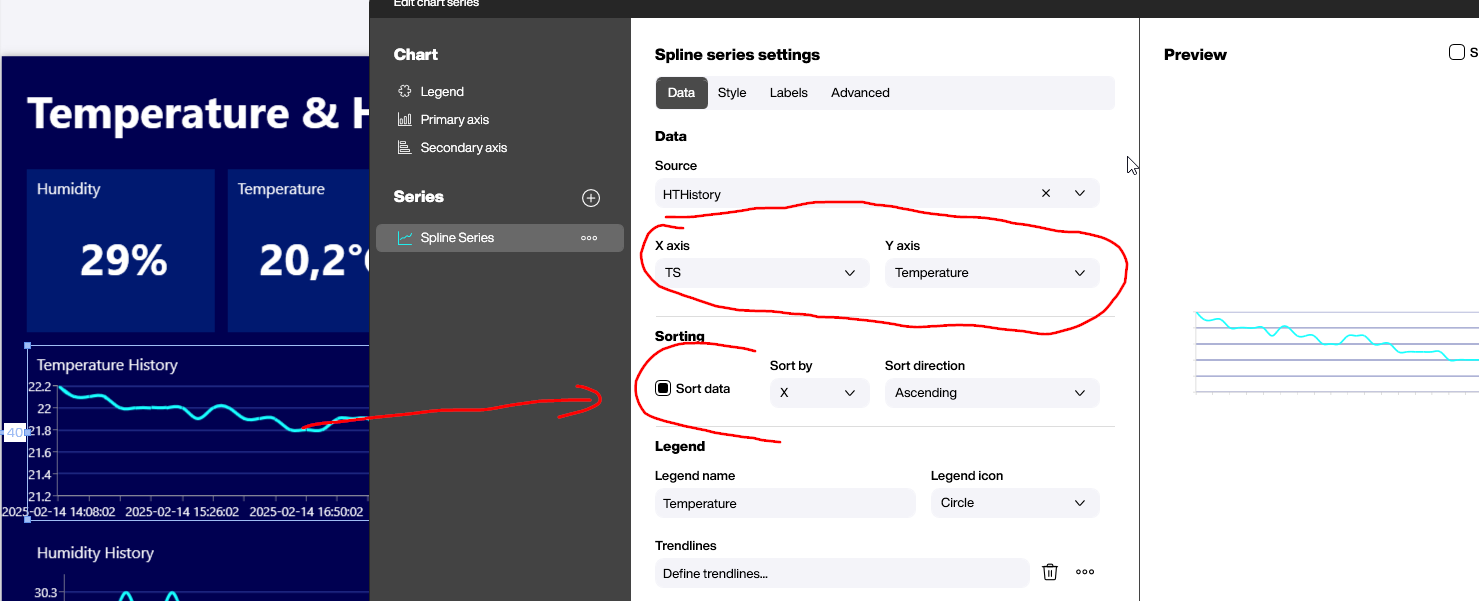 Edit chart series
Temperature & H
Humidity
29%
Temperature
20,2°
Temperature History
22.2
22
21.8
21.6
21.4
21.2
2025-02-14 14:08:02 2025-02-14 15:26:02 2025-02-14 16:50:02
40
Humidity History
30.3
Chart
Legend
Primary axis
Secondary axis
Series
Spline Series
Spline series settings
Data Style Labels Advanced
Data
Source
HTHistory
X axis Y axis
TS Temperature
Sorting
Sort by Sort direction
Sort data X Ascending
Legend
Legend name Legend icon
Temperature Circle
Trendlines
Define trendlines...
Preview
S